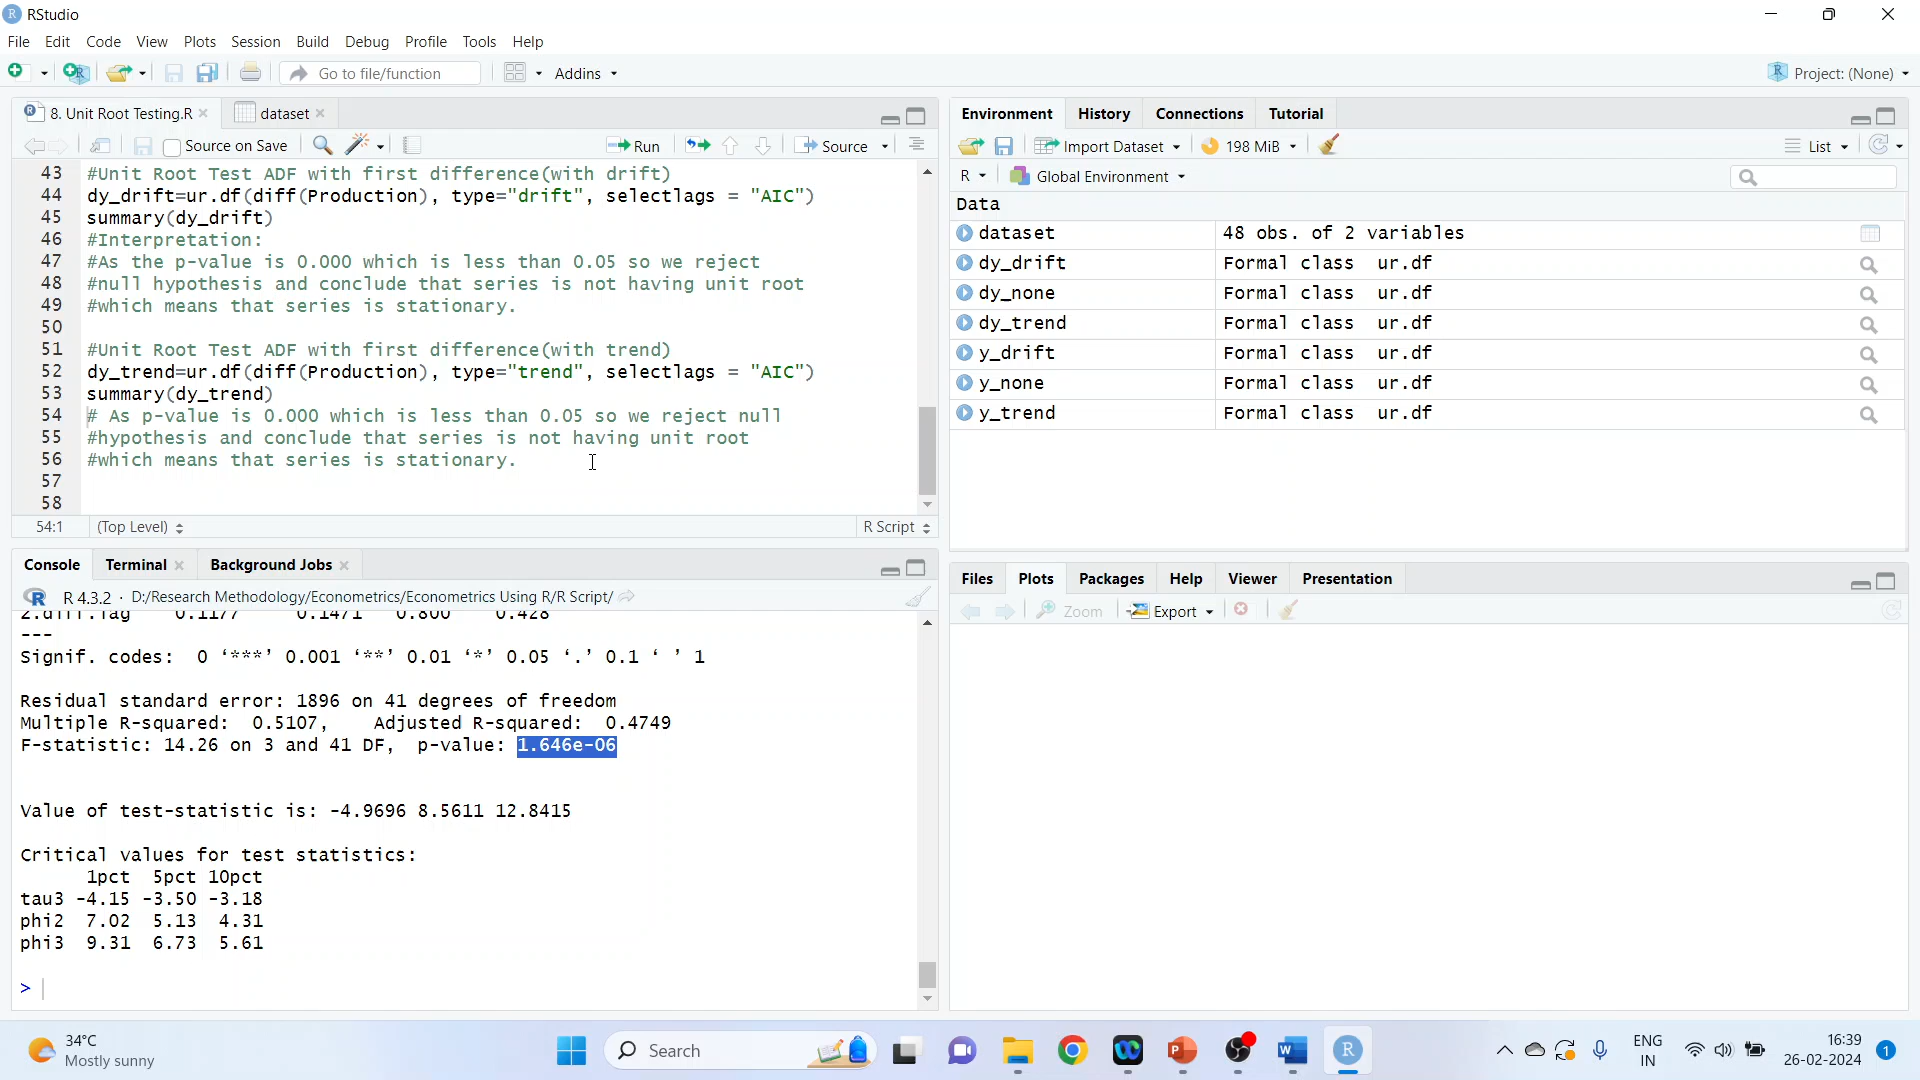 RStudio
File Edit Code View Plots Session Build Debug Profile Tools Help
Go to file/function Addins Project: (None)
8. Unit Root Testing.R dataset
Source on Save Run Source
43 #Unit Root Test ADF with first difference(with drift)
44 dy_drift=ur.df(diff(Production), type="drift", selectlags = "AIC")
45 summary(dy_drift)
46 #Interpretation:
47 #As the p-value is 0.000 which is less than 0.05 so we reject
48 #null hypothesis and conclude that series is not having unit root
49 #which means that series is stationary.
50
51 #Unit Root Test ADF with first difference(with trend)
52 dy_trend=ur.df(diff(Production), type="trend", selectlags = "AIC")
53 summary(dy_trend)
54 # As p-value is 0.000 which is less than 0.05 so we reject null
55 #hypothesis and conclude that series is not having unit root
56 #which means that series is stationary.
57
58
54:1 (Top Level) R Script
Console Terminal Background Jobs
R 4.3.2 · D:/Research Methodology/Econometrics/Econometrics Using R/R Script/
z.diff.lag 0.1177 0.1471 0.800 0.428
---
Signif. codes: 0 ‘***’ 0.001 ‘**’ 0.01 ‘*’ 0.05 ‘.’ 0.1 ‘ ’ 1
Residual standard error: 1896 on 41 degrees of freedom
Multiple R-squared: 0.5107, Adjusted R-squared: 0.4749
F-statistic: 14.26 on 3 and 41 DF, p-value: 1.646e-06
Value of test-statistic is: -4.9696 8.5611 12.8415
Critical values for test statistics:
1pct 5pct 10pct
tau3 -4.15 -3.50 -3.18
phi2 7.02 5.13 4.31
phi3 9.31 6.73 5.61
>
Environment History Connections Tutorial
Import Dataset 198 MiB List
R Global Environment
Data
dataset 48 obs. of 2 variables
dy_drift Formal class ur.df
dy_none Formal class ur.df
dy_trend Formal class ur.df
y_drift Formal class ur.df
y_none Formal class ur.df
y_trend Formal class ur.df
Files Plots Packages Help Viewer Presentation
Zoom Export
34°C
Mostly sunny
Search
ENG
IN
16:39
26-02-2024
1